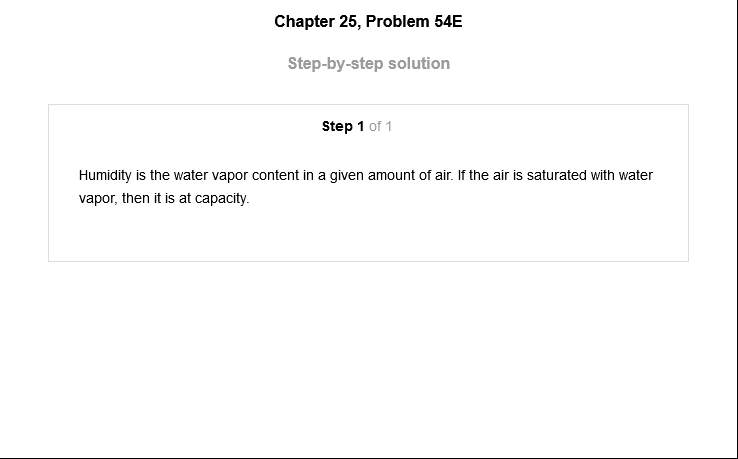 Chapter 25, Problem 54E
Step-by-step solution
Step 1 of 1
Humidity is the water vapor content in a given amount of air. If the air is saturated with water
vapor, then it is at capacity.